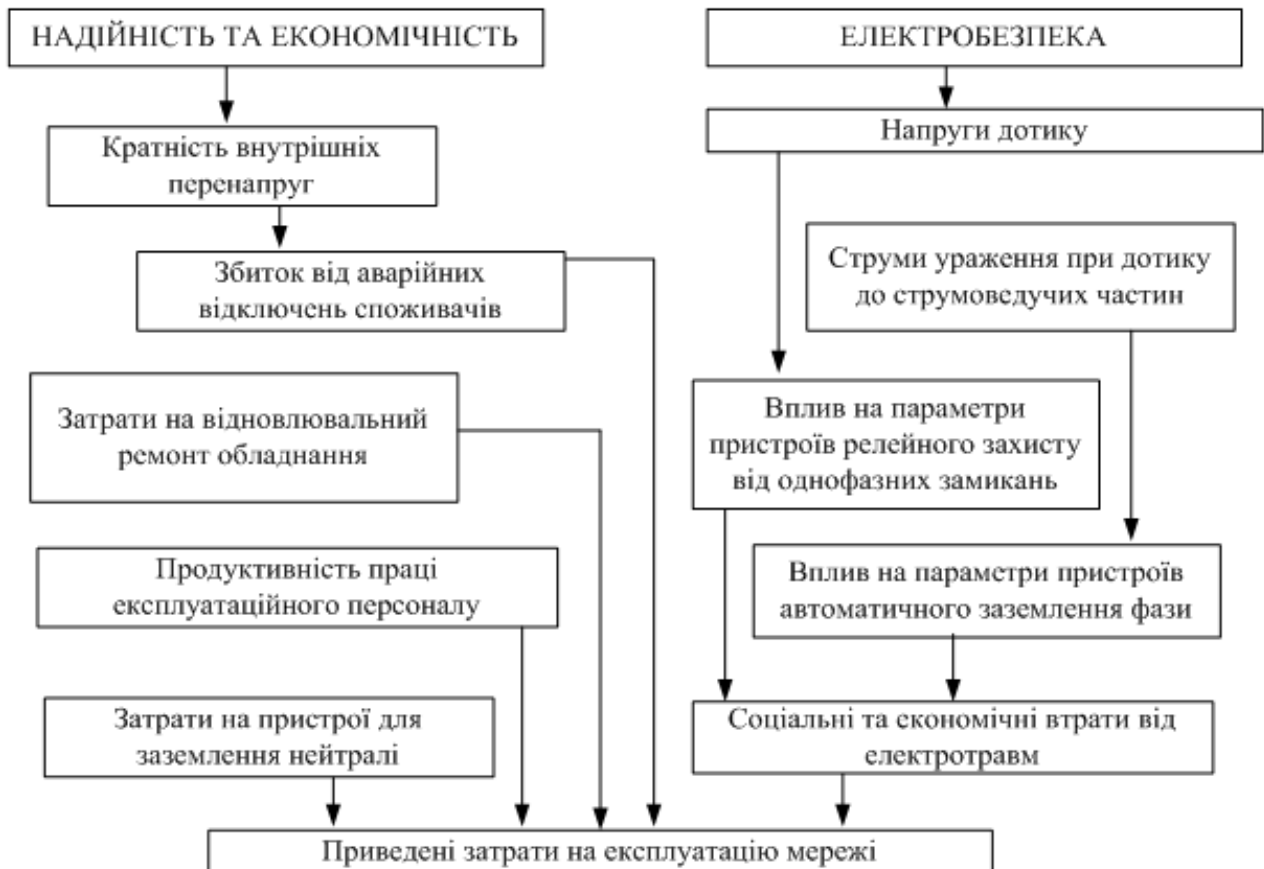 НАДІЙНІСТЬ ТА ЕКОНОМІЧНІСТЬ
Кратність внутрішніх
перенапруг
Збиток від аварійних
відключень споживачів
Затрати на відновлювальний
ремонт обладнання
Продуктивність праці
експлуатаційного персоналу
Затрати на пристрої для
заземлення нейтралі
ЕЛЕКТРОБЕЗПЕКА
Напруги дотику
Струми ураження при дотику
до струмоведучих частин
Вплив на параметри
пристроїв релейного захисту
від однофазних замикань
Вплив на параметри пристроїв
автоматичного заземлення фази
Соціальні та економічні втрати від
електротравм
Приведені затрати на експлуатацію мережі